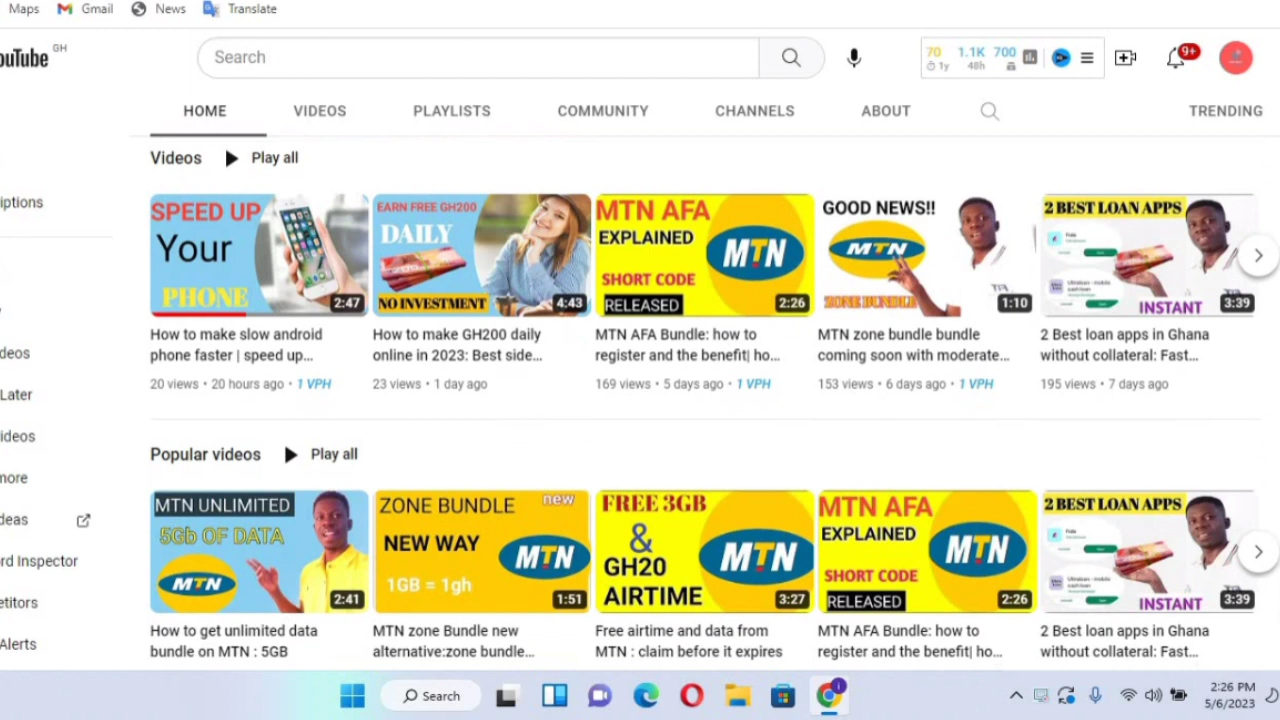 Maps Gmail News Translate
ouTube GH
Search
70 1.1K 700
1y 48h
9+
HOME VIDEOS PLAYLISTS COMMUNITY CHANNELS ABOUT TRENDING
Videos Play all
iptions
deos
Later
ideos
more
deas
rd Inspector
etitors
Alerts
SPEED UP
Your
PHONE
2:47
EARN FREE GH200
DAILY
NO INVESTMENT
4:43
MTN AFA
EXPLAINED
SHORT CODE
RELEASED
MTN
2:26
GOOD NEWS!!
MTN
ZONE BUNDLE
1:10
2 BEST LOAN APPS
INSTANT
3:39
How to make slow android
phone faster | speed up...
20 views • 20 hours ago • 1 VPH
How to make GH200 daily
online in 2023: Best side...
23 views • 1 day ago
MTN AFA Bundle: how to
register and the benefit| ho...
169 views • 5 days ago • 1 VPH
MTN zone bundle bundle
coming soon with moderate...
153 views • 6 days ago • 1 VPH
2 Best loan apps in Ghana
without collateral: Fast...
195 views • 7 days ago
Popular videos Play all
MTN UNLIMITED
5Gb OF DATA
MTN
2:41
ZONE BUNDLE new
NEW WAY
MTN
1GB = 1gh
1:51
FREE 3GB
&
GH20
AIRTIME
MTN
3:27
MTN AFA
EXPLAINED
SHORT CODE
RELEASED
MTN
2:26
2 BEST LOAN APPS
INSTANT
3:39
How to get unlimited data
bundle on MTN : 5GB
MTN zone Bundle new
alternative:zone bundle...
Free airtime and data from
MTN : claim before it expires
MTN AFA Bundle: how to
register and the benefit| ho...
2 Best loan apps in Ghana
without collateral: Fast...
Search
2:26 PM
5/6/2023